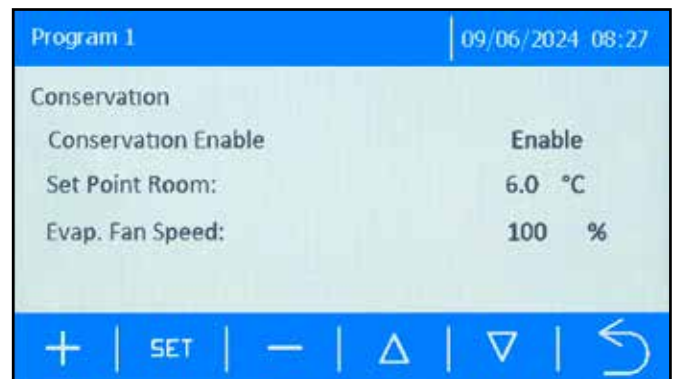 Program 1 09/06/2024 08:27
Conservation
Conservation Enable Enable
Set Point Room: 6.0 °C
Evap. Fan Speed: 100 %
+ SET −